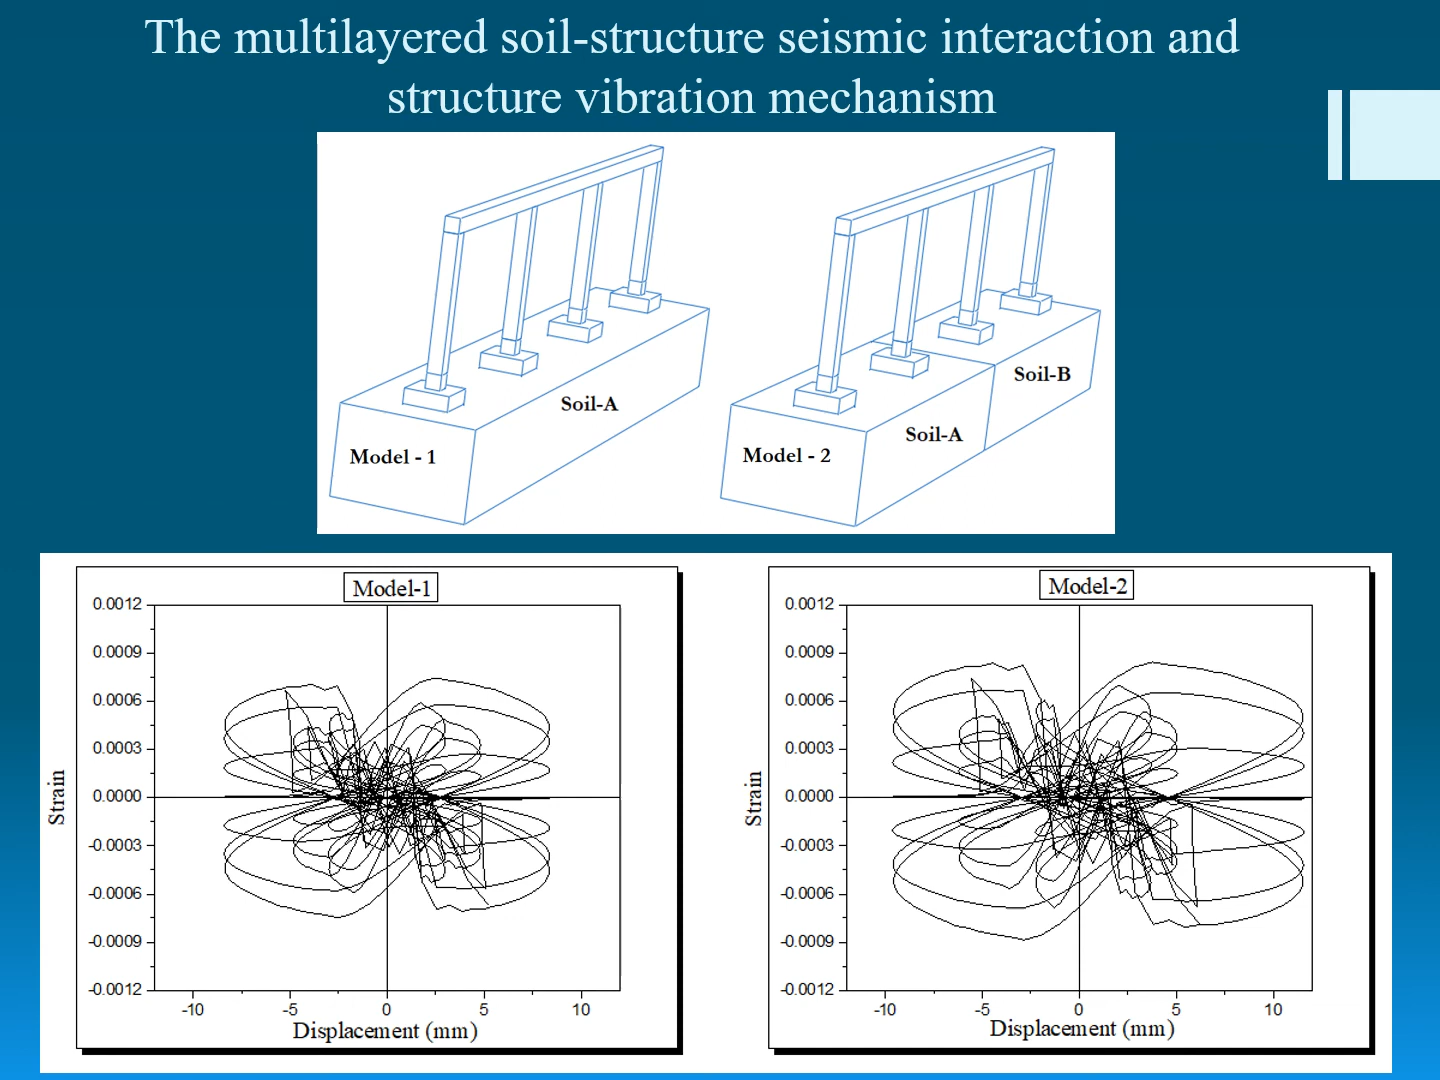 The multilayered soil-structure seismic interaction and
structure vibration mechanism
Soil-A
Model - 1
Soil-B
Soil-A
Model - 2
Model-1
0.0012
0.0009
0.0006
0.0003
0.0000
-0.0003
-0.0006
-0.0009
-0.0012
Strain
-10 -5 0 5 10
Displacement (mm)
Model-2
0.0012
0.0009
0.0006
0.0003
0.0000
-0.0003
-0.0006
-0.0009
-0.0012
Strain
-10 -5 0 5 10
Displacement (mm)